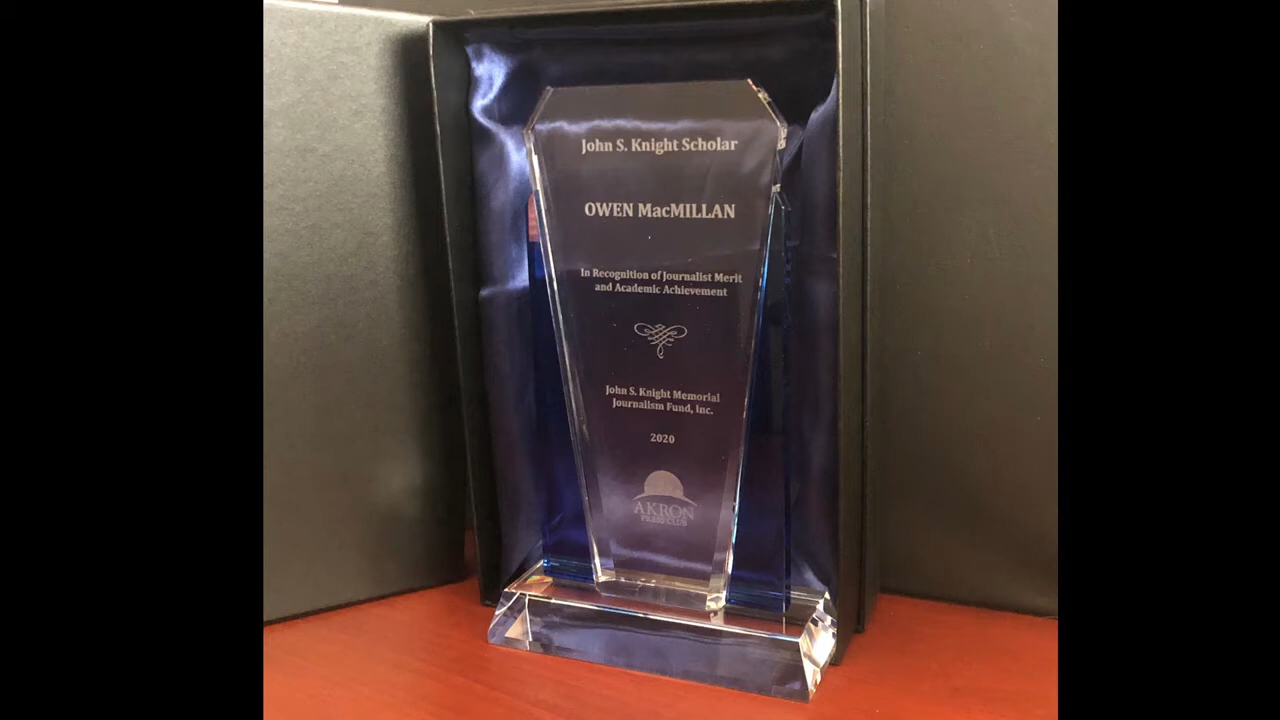 John S. Knight Scholar
OWEN MacMILLAN
In Recognition of Journalist Merit
and Academic Achievement
John S. Knight Memorial
Journalism Fund, Inc.
2020
AKRON
PRESS CLUB